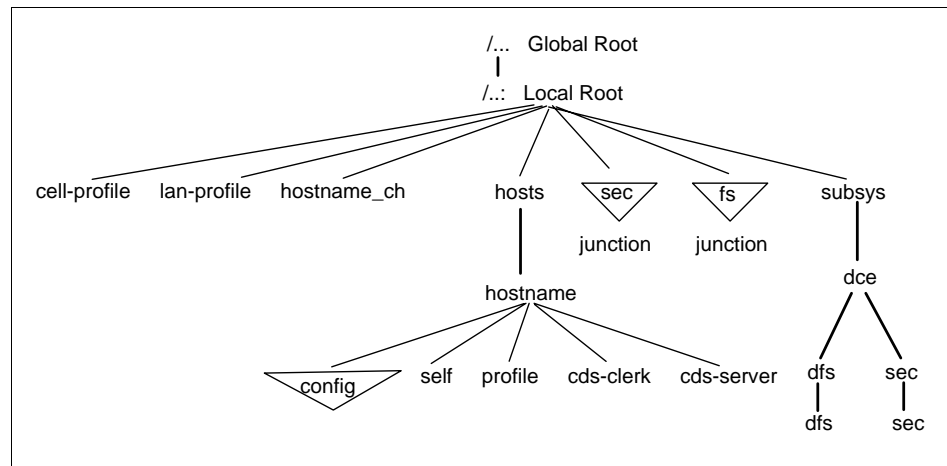 /... Global Root
/..: Local Root
cell-profile lan-profile hostname_ch hosts sec fs subsys
junction junction
dce
hostname
config self profile cds-clerk cds-server dfs sec
dfs sec